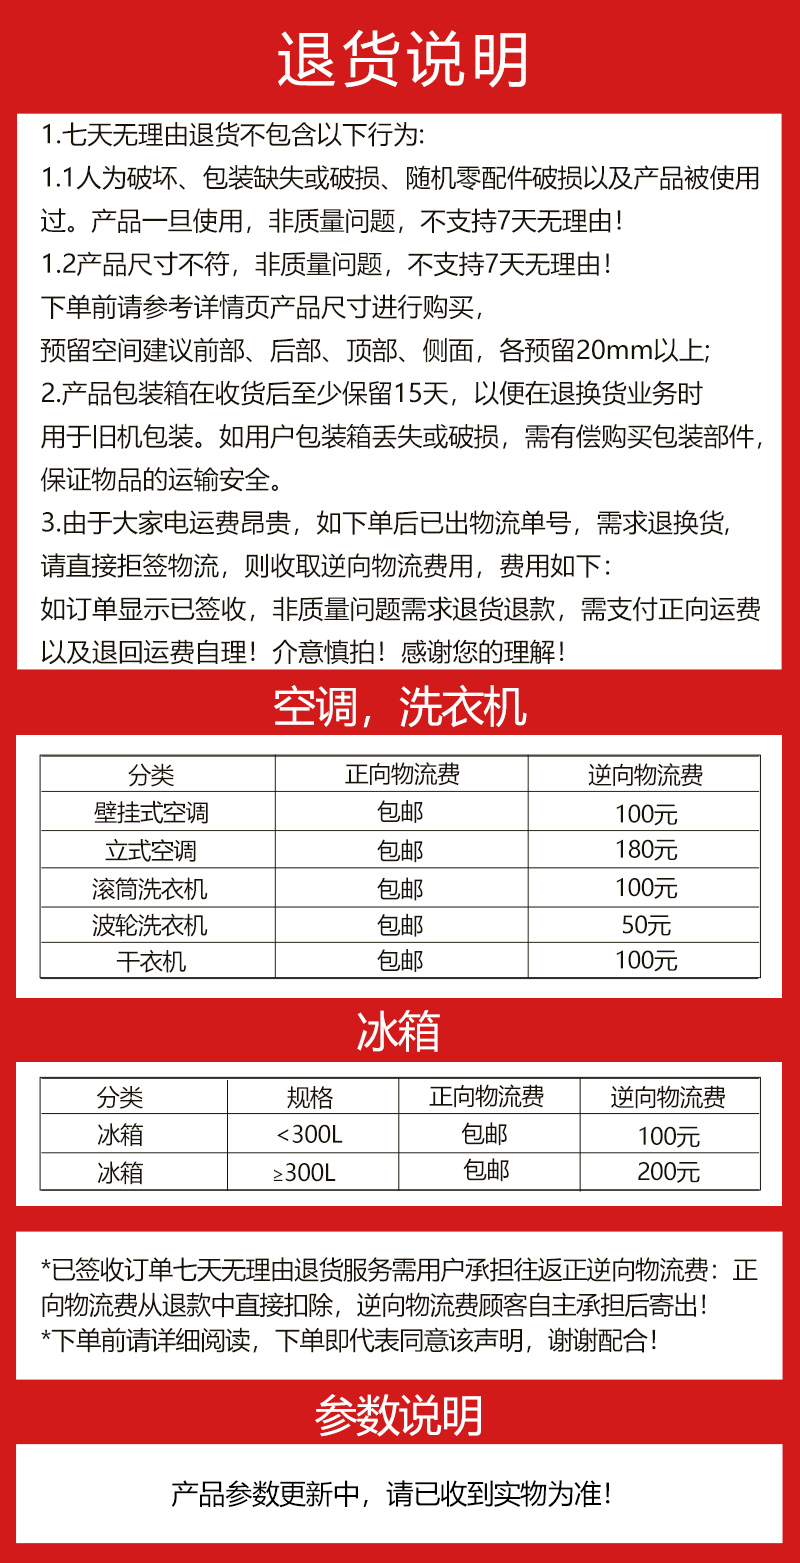 退货说明
1.七天无理由退货不包含以下行为:
1.1人为破坏、包装缺失或破损、随机零配件破损以及产品被使用
过。产品一旦使用，非质量问题，不支持7天无理由！
1.2产品尺寸不符，非质量问题，不支持7天无理由！
下单前请参考详情页产品尺寸进行购买，
预留空间建议前部、后部、顶部、侧面，各预留20mm以上;
2.产品包装箱在收货后至少保留15天，以便在退换货业务时
用于旧机包装。如用户包装箱丢失或破损，需有偿购买包装部件，
保证物品的运输安全。
3.由于大家电运费昂贵，如下单后已出物流单号，需求退换货，
请直接拒签物流，则收取逆向物流费用，费用如下：
如订单显示已签收，非质量问题需求退货退款，需支付正向运费
以及退回运费自理！介意慎拍！感谢您的理解！
空调，洗衣机
分类 正向物流费 逆向物流费
壁挂式空调 包邮 100元
立式空调 包邮 180元
滚筒洗衣机 包邮 100元
波轮洗衣机 包邮 50元
干衣机 包邮 100元
冰箱
分类 规格 正向物流费 逆向物流费
冰箱 <300L 包邮 100元
冰箱 ≥300L 包邮 200元
*已签收订单七天无理由退货服务需用户承担往返正逆向物流费：正
向物流费从退款中直接扣除，逆向物流费顾客自主承担后寄出！
*下单前请详细阅读，下单即代表同意该声明，谢谢配合！
参数说明
产品参数更新中，请已收到实物为准！